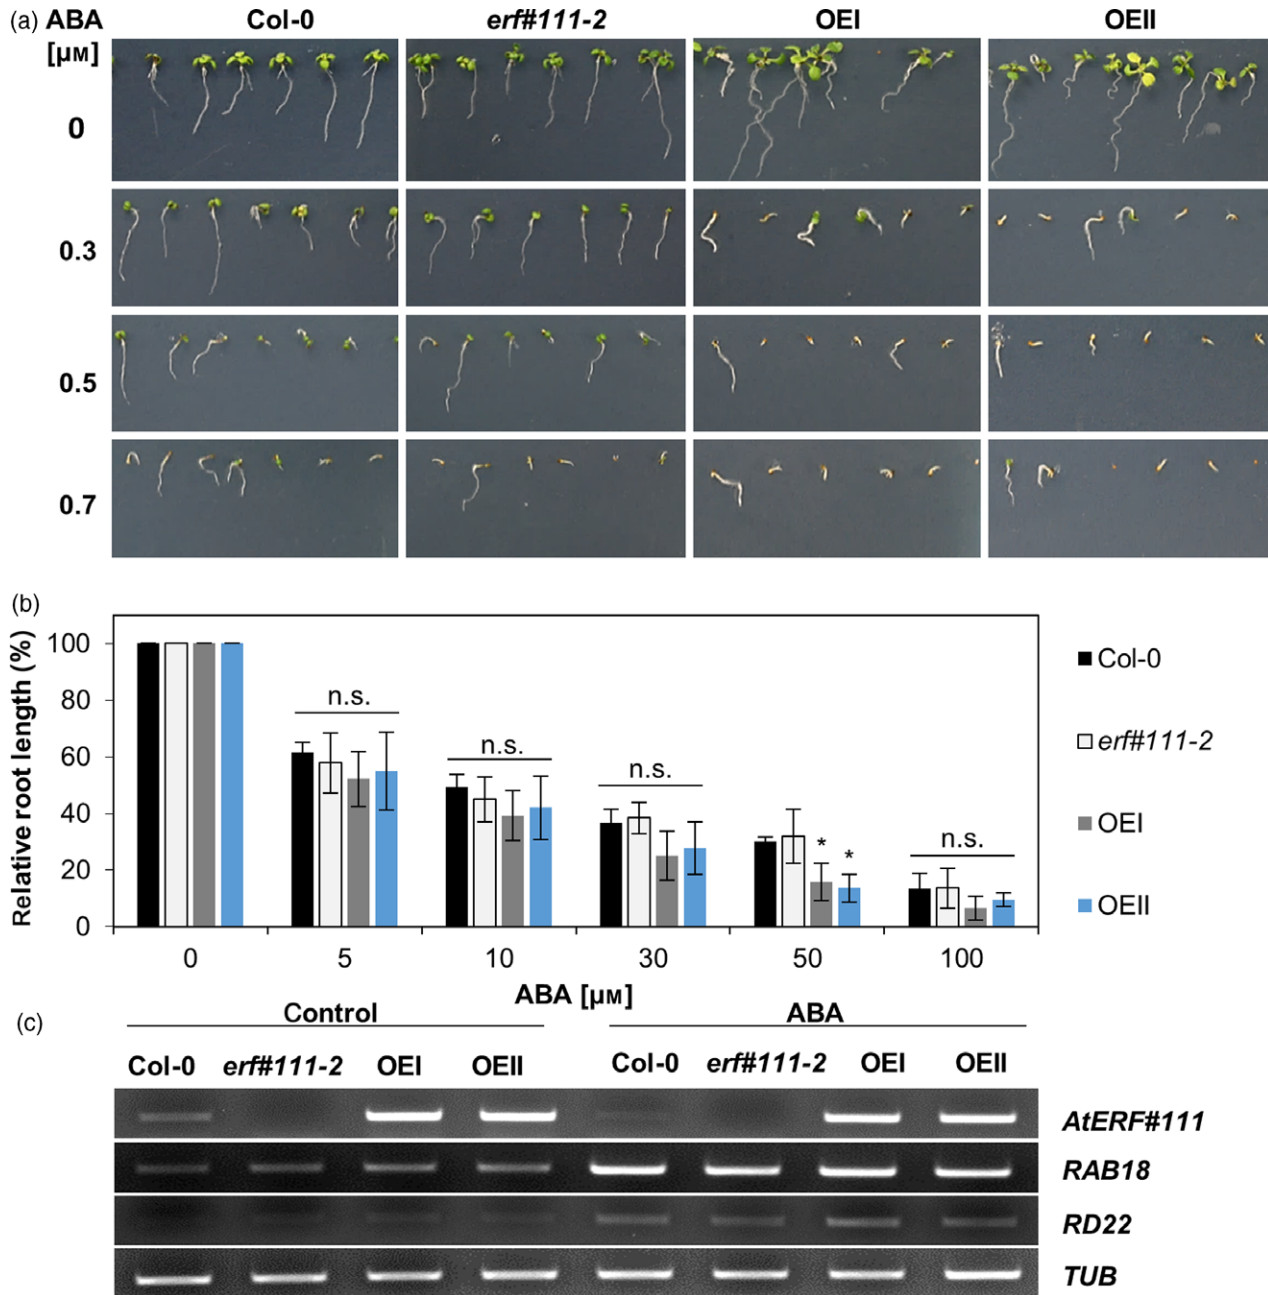 (a) ABA [µM] Col-0 erf#111-2 OEI OEII
0
0.3
0.5
0.7
(b)
Relative root length (%)
100
80
60
40
20
0
n.s.
n.s.
n.s.
*
*
n.s.
0 5 10 30 50 100
ABA [µM]
Col-0
erf#111-2
OEI
OEII
(c)
Control ABA
Col-0 erf#111-2 OEI OEII Col-0 erf#111-2 OEI OEII
AtERF#111
RAB18
RD22
TUB